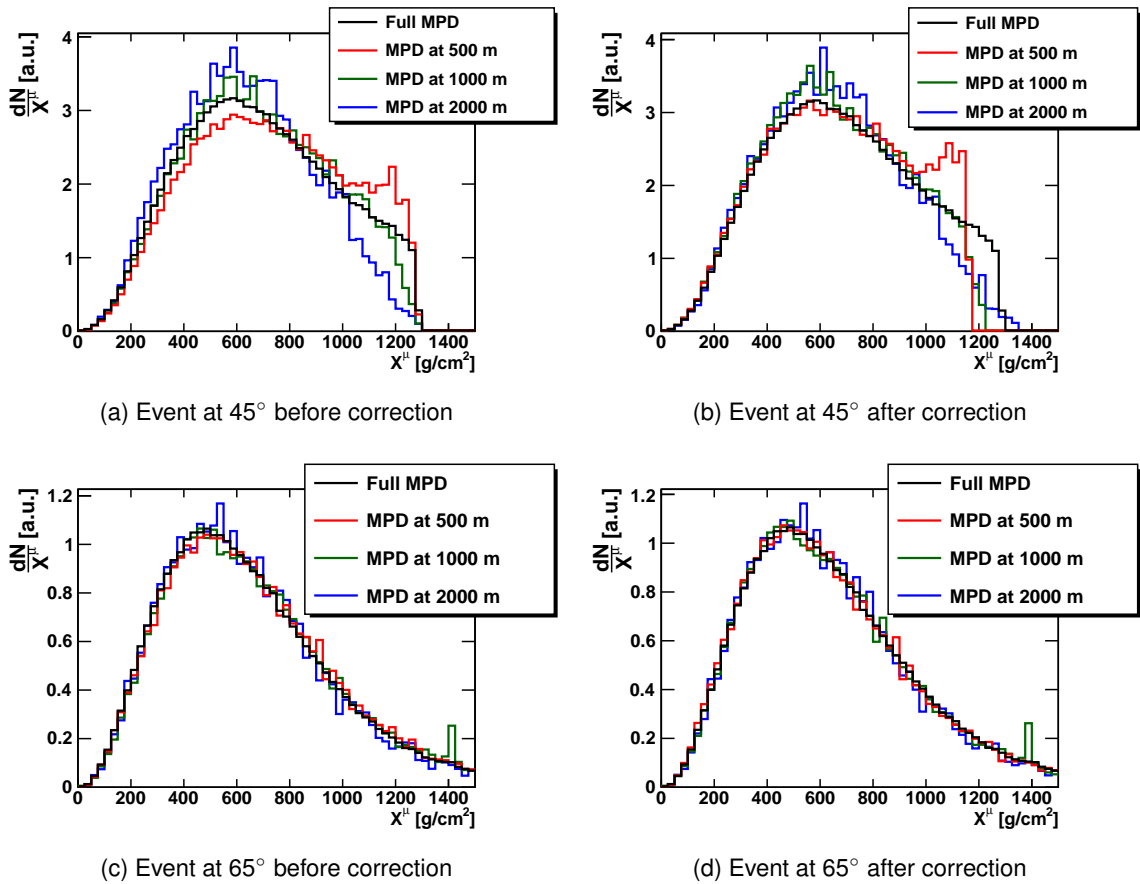 Full MPD
MPD at 500 m
MPD at 1000 m
MPD at 2000 m
dN
X^μ [a.u.]
4
3
2
1
0
0 200 400 600 800 1000 1200 1400
X^μ [g/cm²]
(a) Event at 45° before correction
Full MPD
MPD at 500 m
MPD at 1000 m
MPD at 2000 m
dN
X^μ [a.u.]
4
3
2
1
0
0 200 400 600 800 1000 1200 1400
X^μ [g/cm²]
(b) Event at 45° after correction
Full MPD
MPD at 500 m
MPD at 1000 m
MPD at 2000 m
dN
X^μ [a.u.]
1.2
1
0.8
0.6
0.4
0.2
0
0 200 400 600 800 1000 1200 1400
X^μ [g/cm²]
(c) Event at 65° before correction
Full MPD
MPD at 500 m
MPD at 1000 m
MPD at 2000 m
dN
X^μ [a.u.]
1.2
1
0.8
0.6
0.4
0.2
0
0 200 400 600 800 1000 1200 1400
X^μ [g/cm²]
(d) Event at 65° after correction